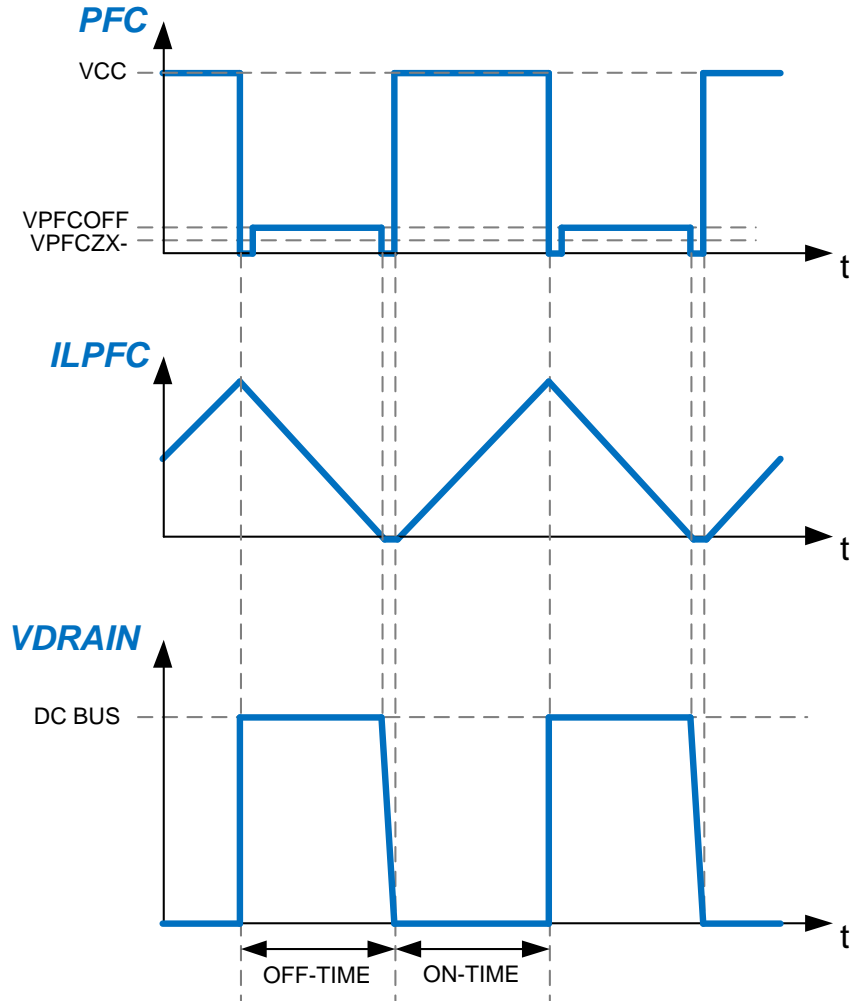 PFC
VCC
VPFCOFF
VPFCZX-
t
ILPFC
t
VDRAIN
DC BUS
t
OFF-TIME
ON-TIME